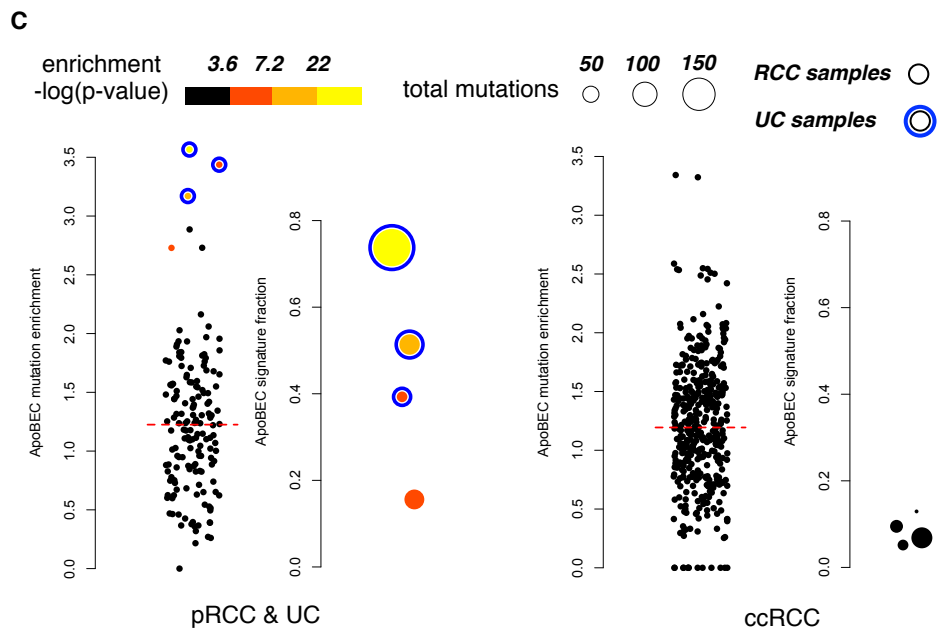 C
enrichment
-log(p-value)
3.6 7.2 22
total mutations
50 100 150
RCC samples
UC samples
ApoBEC mutation enrichment
0.0 0.5 1.0 1.5 2.0 2.5 3.0 3.5
ApoBEC signature fraction
0.0 0.2 0.4 0.6 0.8
pRCC & UC
ApoBEC mutation enrichment
0.0 0.5 1.0 1.5 2.0 2.5 3.0 3.5
ApoBEC signature fraction
0.0 0.2 0.4 0.6 0.8
ccRCC